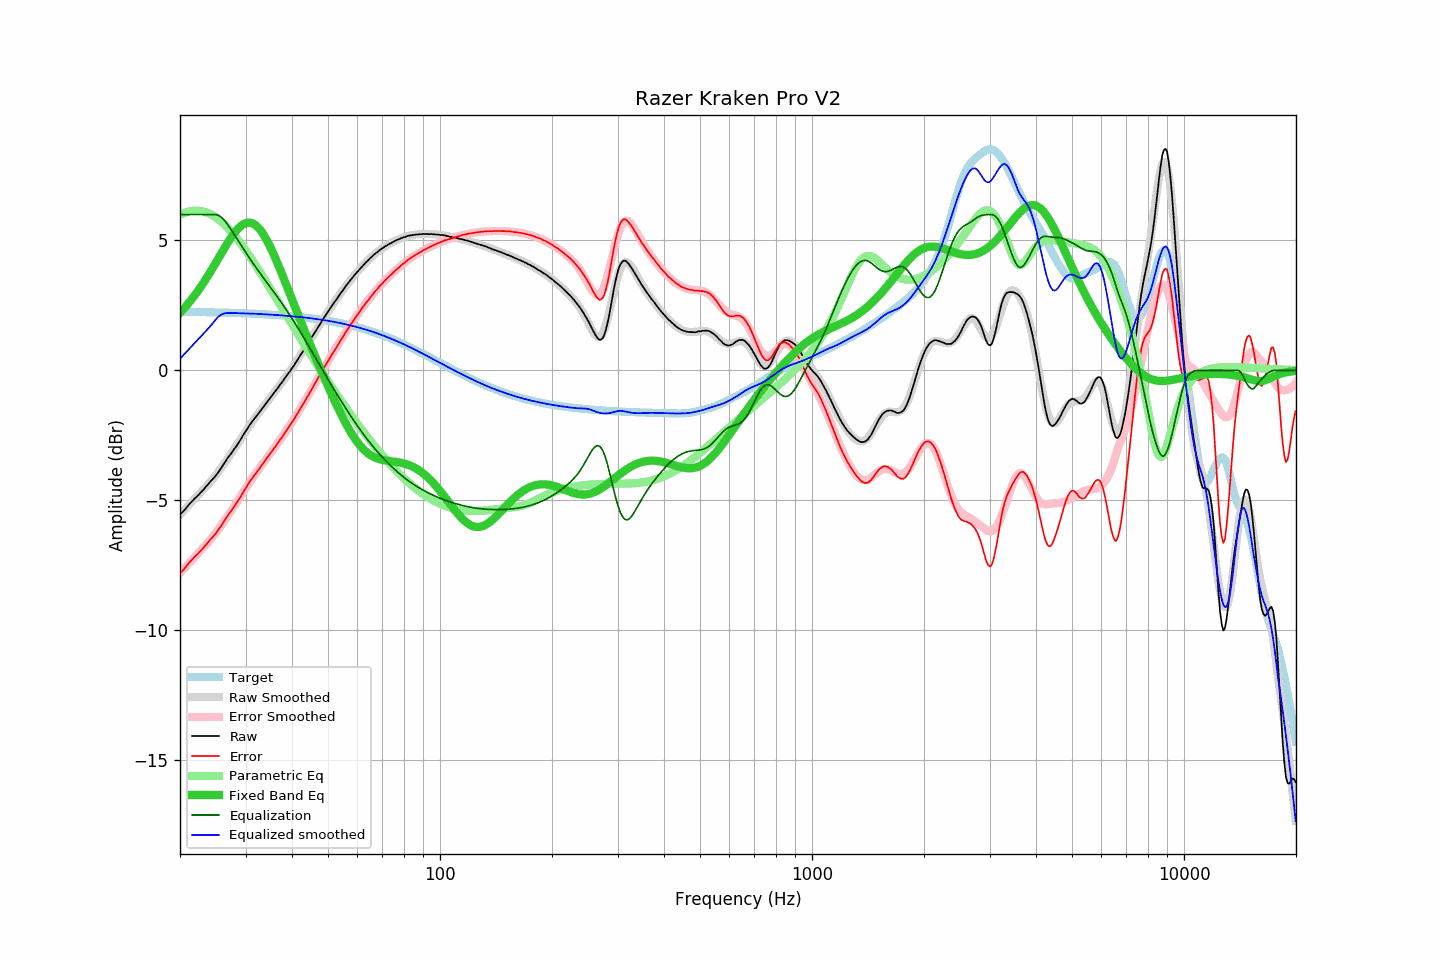 Razer Kraken Pro V2
Amplitude (dBr)
5
0
−5
−10
−15
Target
Raw Smoothed
Error Smoothed
Raw
Error
Parametric Eq
Fixed Band Eq
Equalization
Equalized smoothed
100
1000
10000
Frequency (Hz)